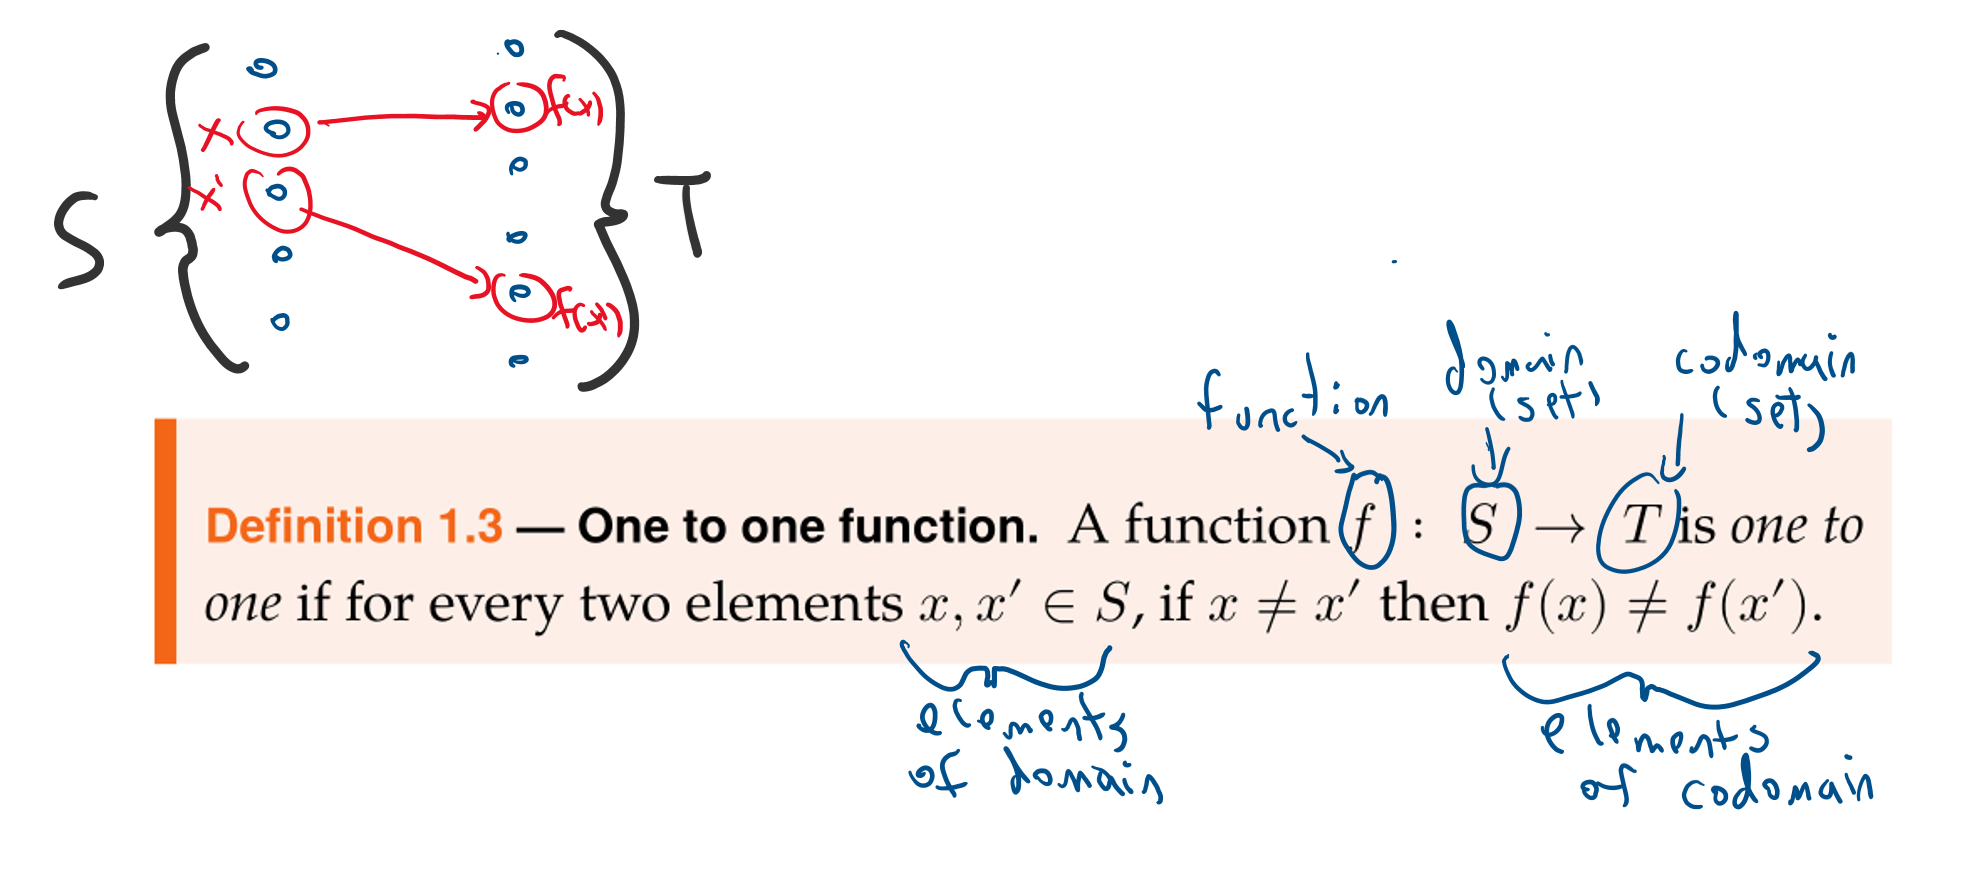 S
x
x'
f(x)
f(x)
T
function
domain
(set)
codomain
(set)
Definition 1.3 — One to one function. A function f : S → T is one to
one if for every two elements x, x′ ∈ S, if x ≠ x′ then f(x) ≠ f(x′).
elements
of domain
elements
of codomain